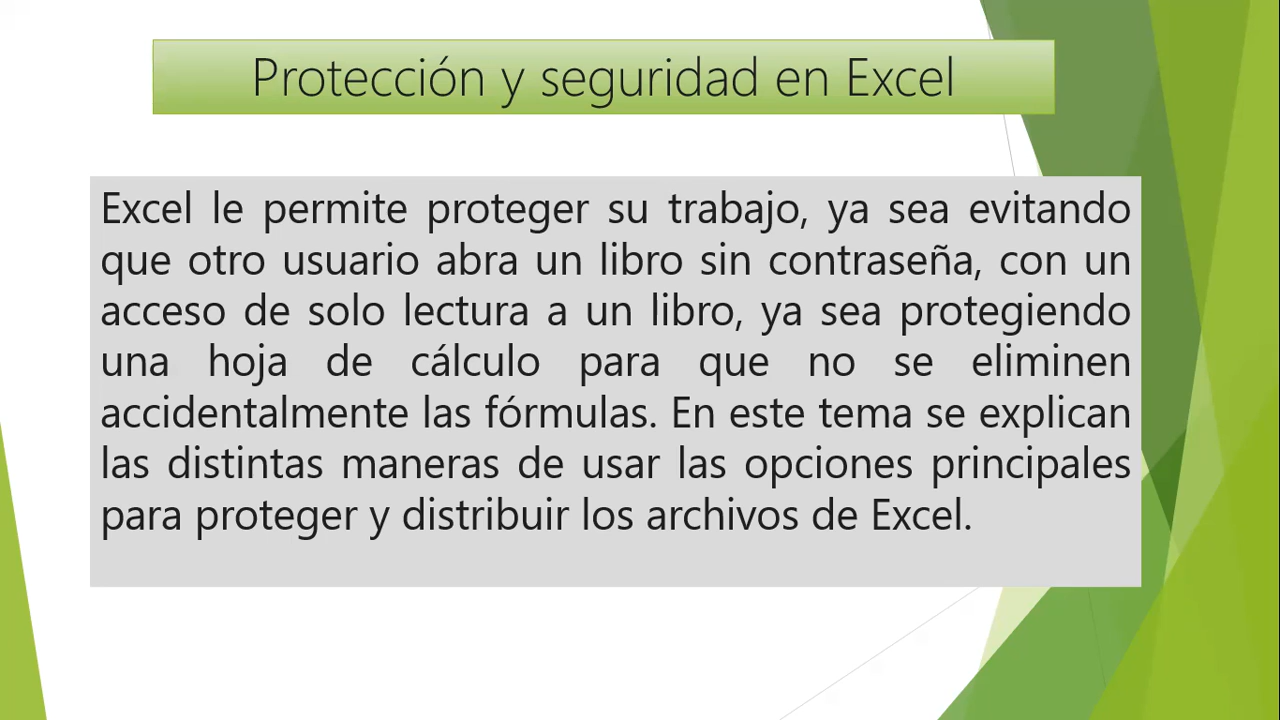 Protección y seguridad en Excel
Excel le permite proteger su trabajo, ya sea evitando
que otro usuario abra un libro sin contraseña, con un
acceso de solo lectura a un libro, ya sea protegiendo
una hoja de cálculo para que no se eliminen
accidentalmente las fórmulas. En este tema se explican
las distintas maneras de usar las opciones principales
para proteger y distribuir los archivos de Excel.